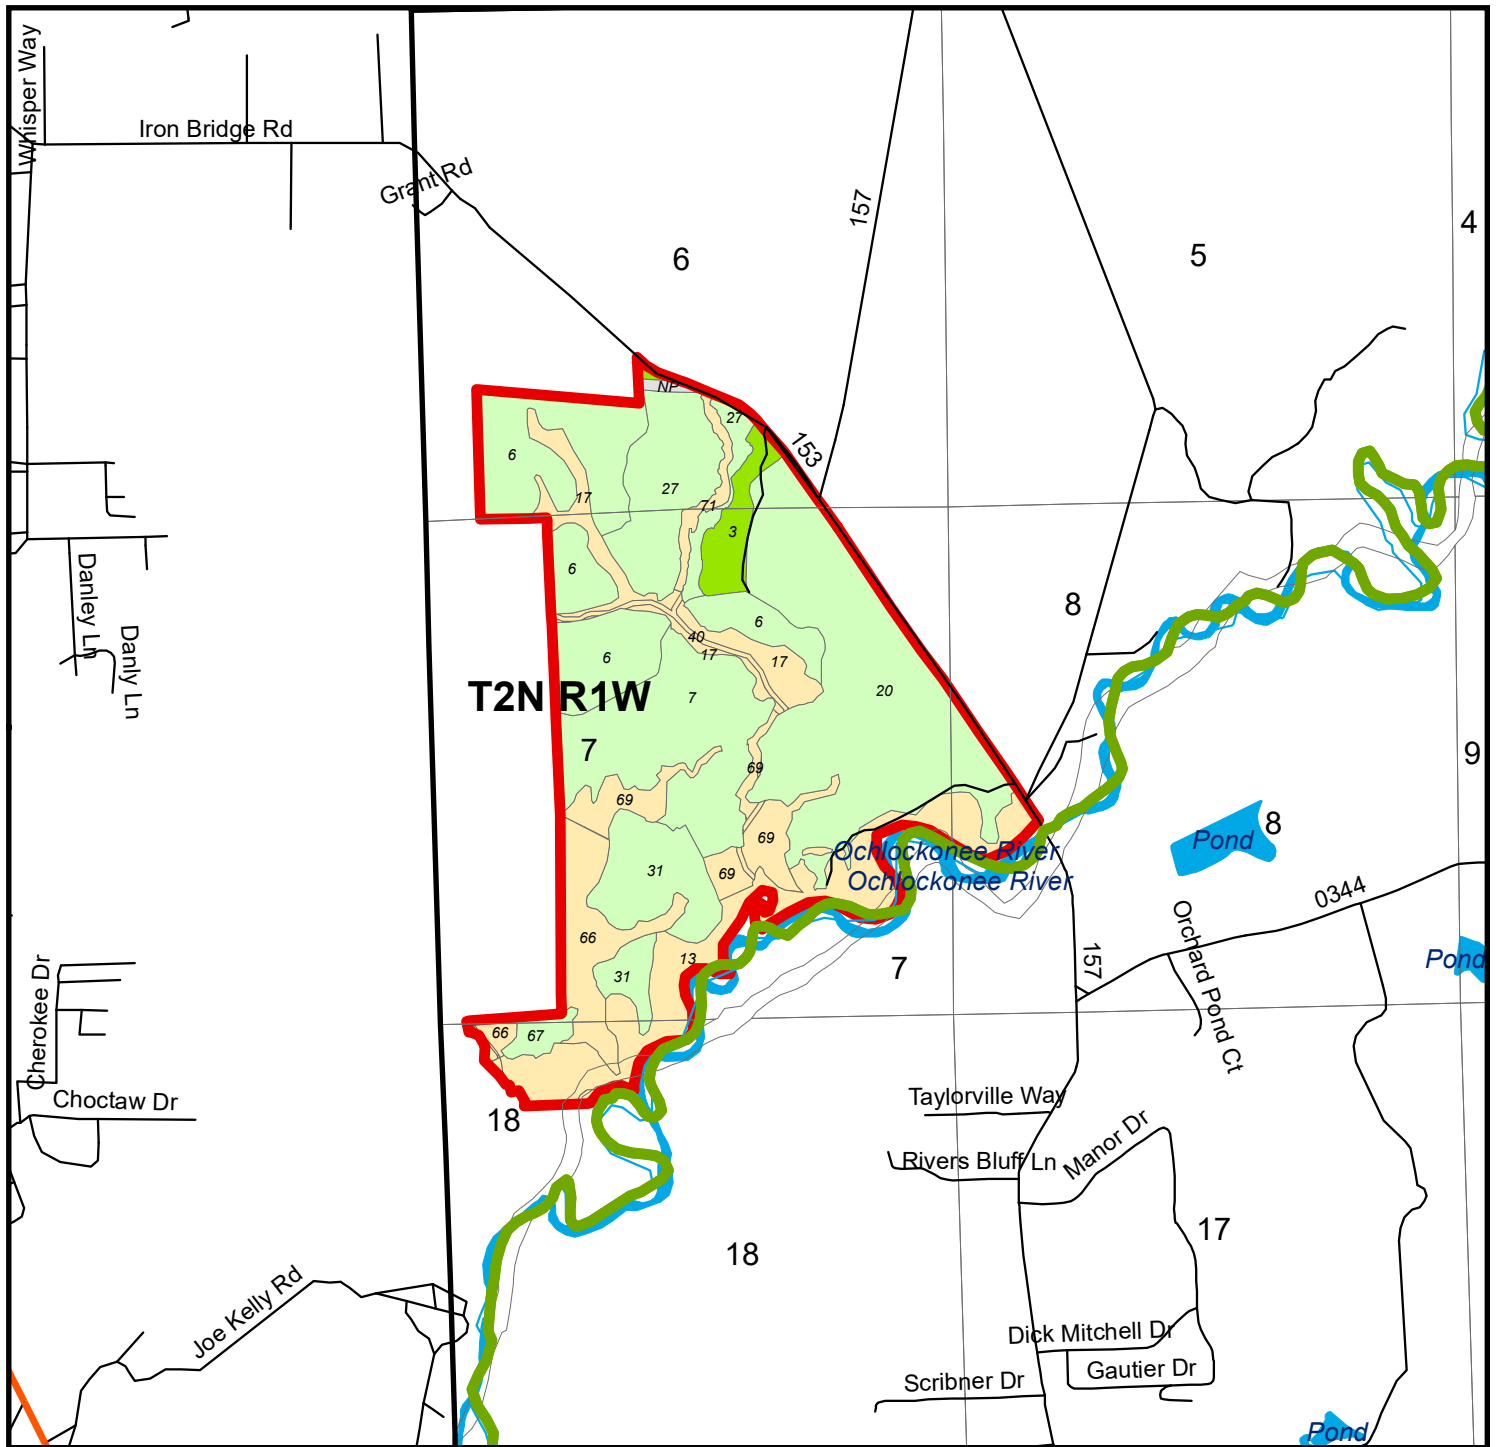 Whisper Way
Iron Bridge Rd
Grant Rd
157
6
5
4
NP
27
153
6
17
27
71
3
6
8
Danley Ln
Danly Ln
6
40
17
17
6
7
20
T2N R1W
7
9
69
69
69
8
Pond
Ochlockonee River
Ochlockonee River
31
69
0344
66
13
31
7
157
Orchard Pond Ct
Pond
66
67
Cherokee Dr
Choctaw Dr
18
Taylorville Way
Manor Dr
Rivers Bluff Ln
17
18
Joe Kelly Rd
Dick Mitchell Dr
Gautier Dr
Scribner Dr
Pond